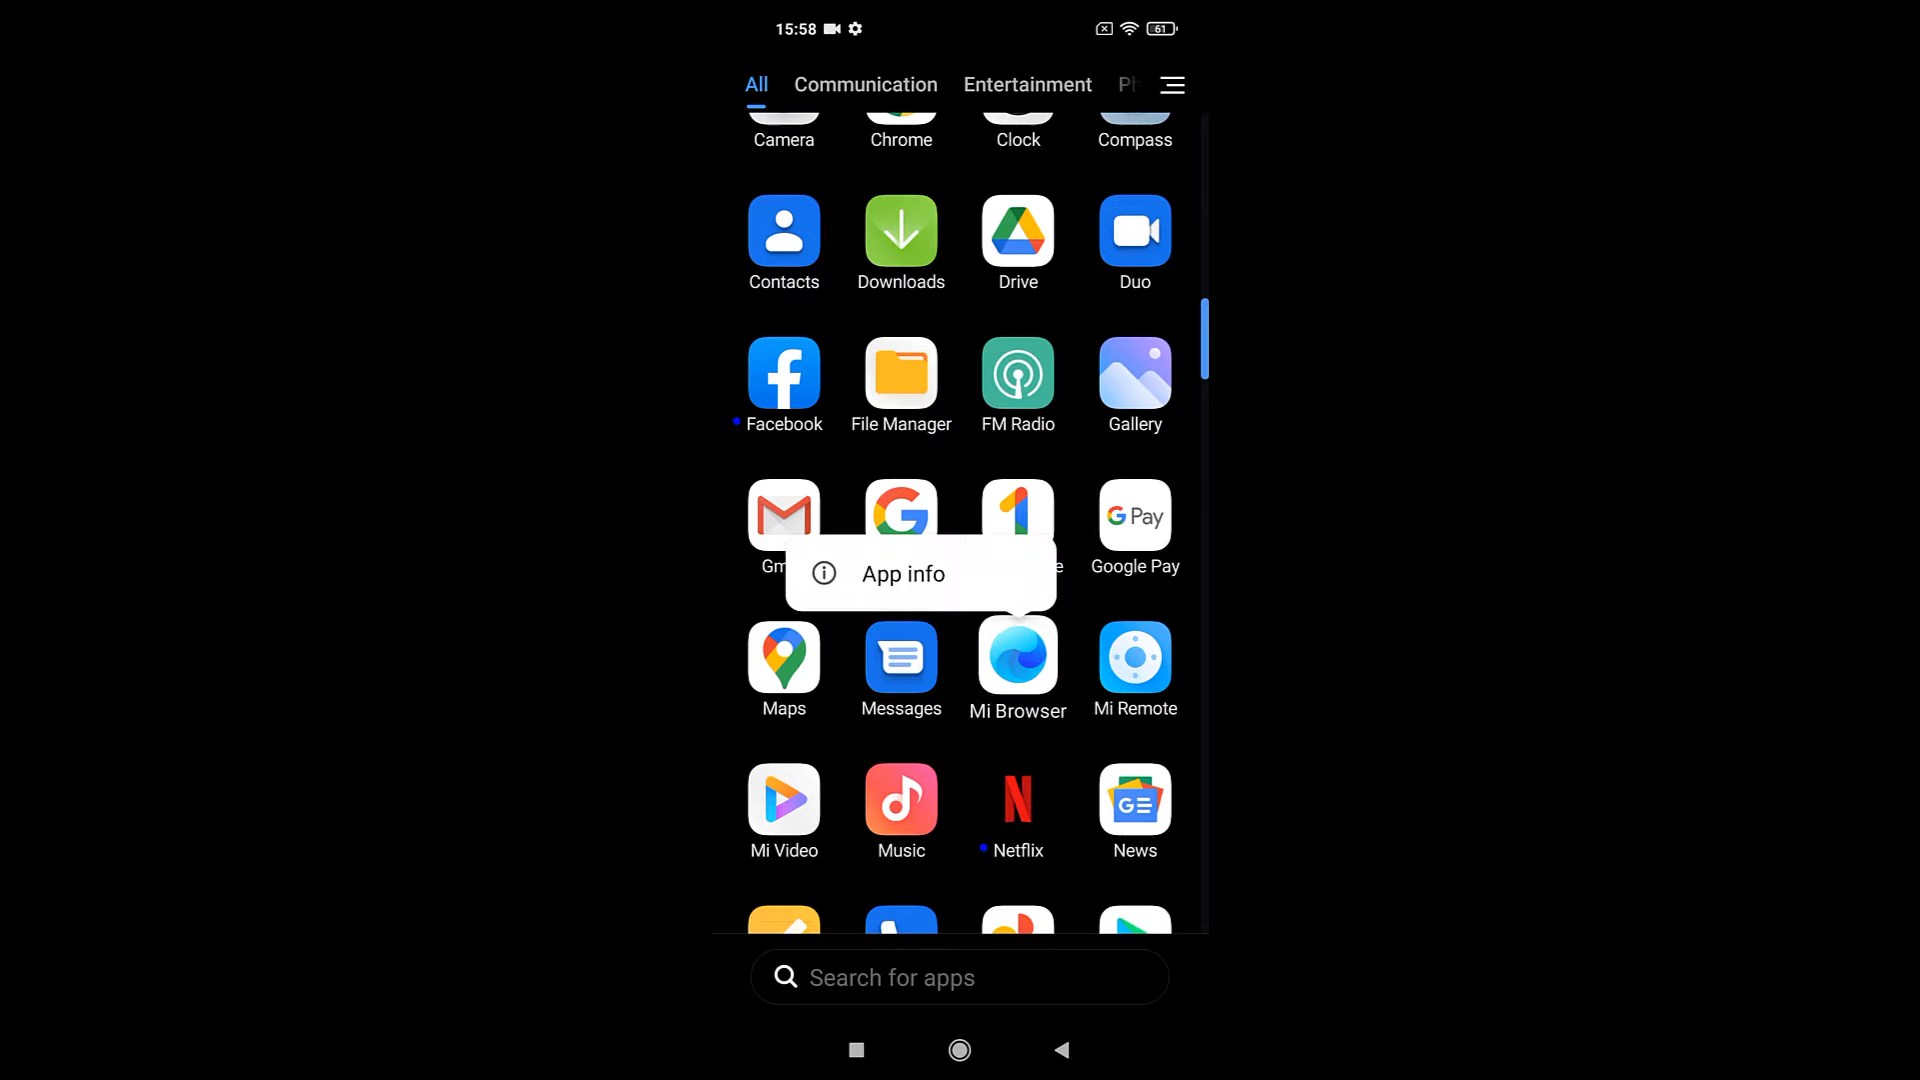 15:58 61
All Communication Entertainment
Camera Chrome Clock Compass
Contacts Downloads Drive Duo
Facebook File Manager FM Radio Gallery
G Pay
Gm e Google Pay
App info
Maps Messages Mi Browser Mi Remote
N GE
Mi Video Music Netflix News
Search for apps